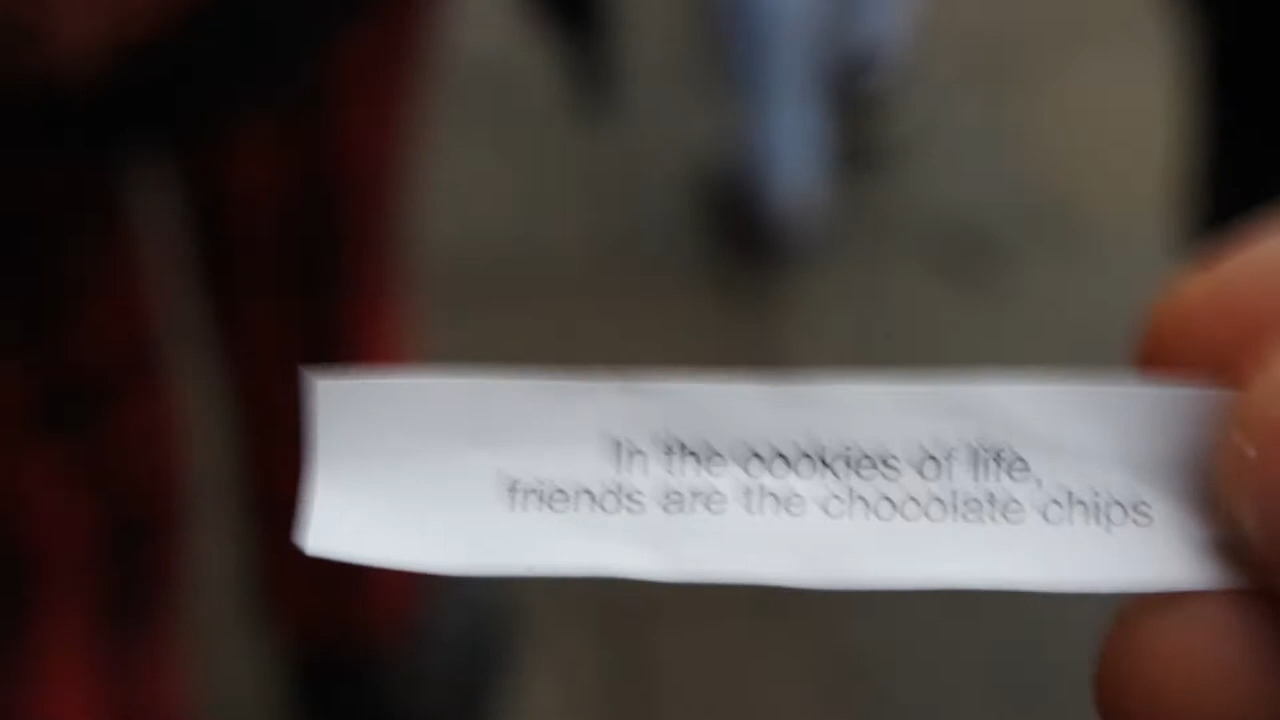 In the cookies of life,
friends are the chocolate chips